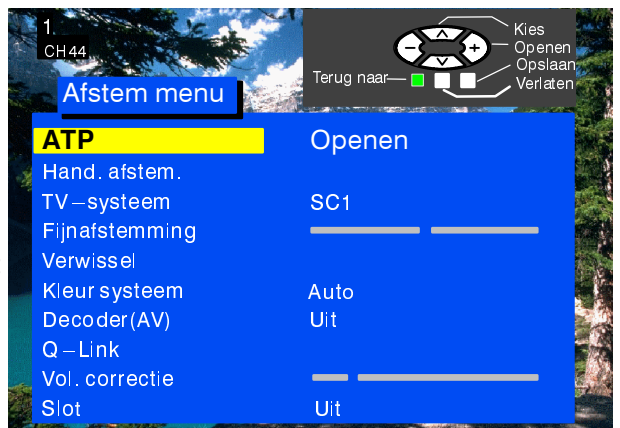 1.
CH44
Kies
Openen
Opslaan
Terug naar
Verlaten
Afstem menu
ATP Openen
Hand. afstem.
TV-systeem SC1
Fijnafstemming
Verwissel
Kleur systeem Auto
Decoder(AV) Uit
Q-Link
Vol. correctie
Slot Uit